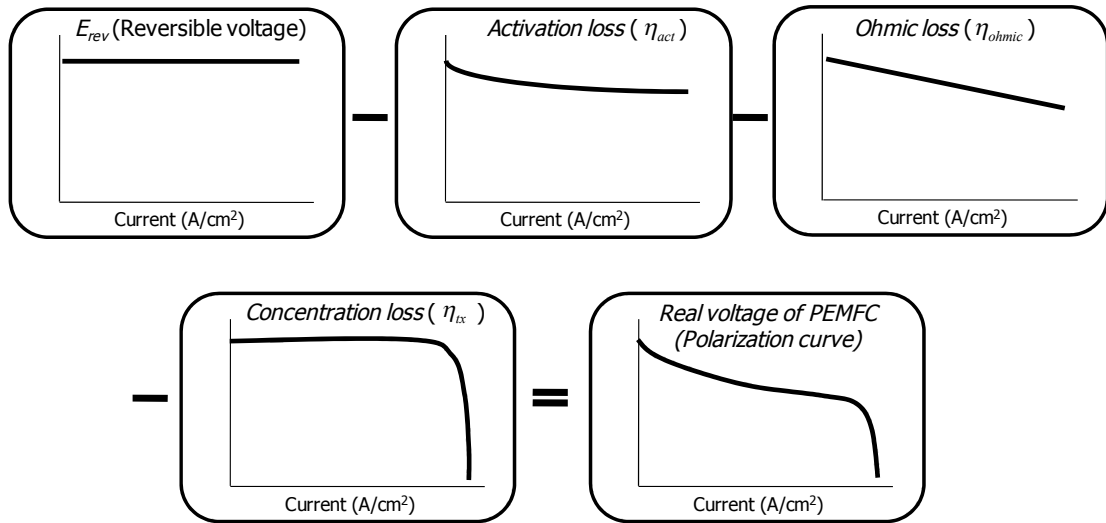 E_rev (Reversible voltage)
Current (A/cm²)
Activation loss ( η_act )
Current (A/cm²)
Ohmic loss ( η_ohmic )
Current (A/cm²)
Concentration loss ( η_tx )
Current (A/cm²)
Real voltage of PEMFC
(Polarization curve)
Current (A/cm²)